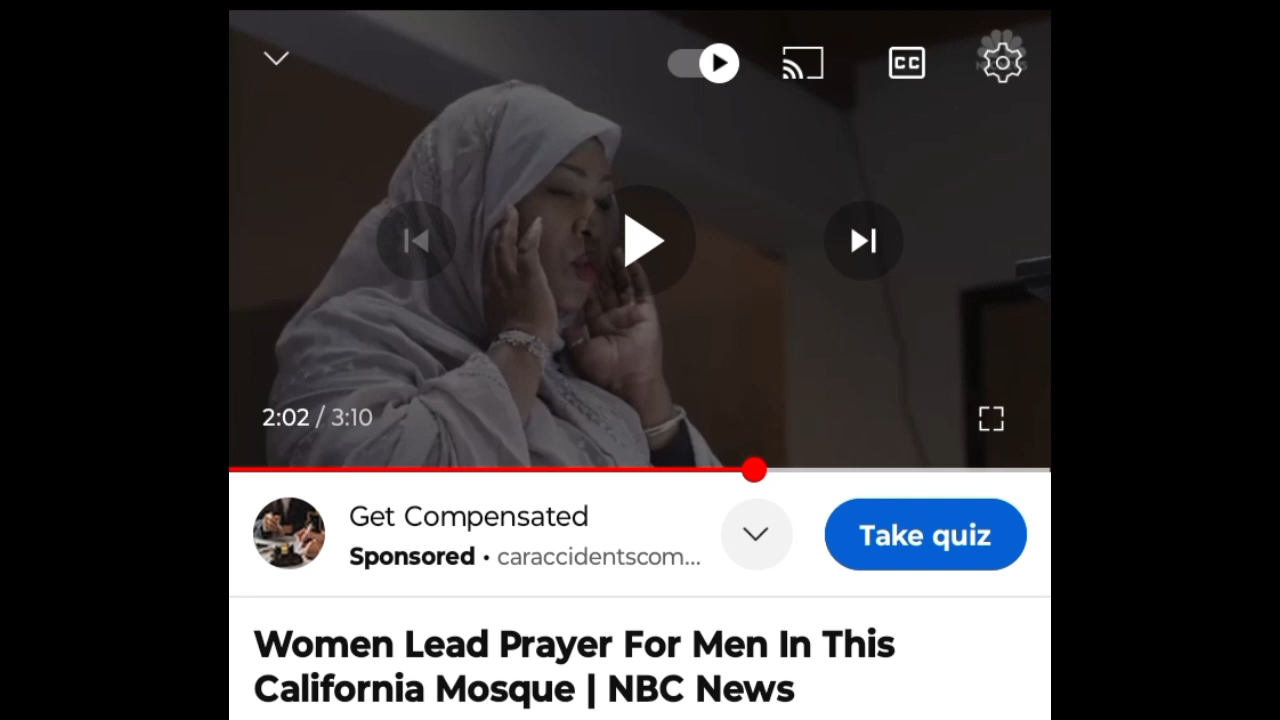 CC
2:02 / 3:10
Get Compensated
Sponsored • caraccidentscom...
Take quiz
Women Lead Prayer For Men In This
California Mosque | NBC News